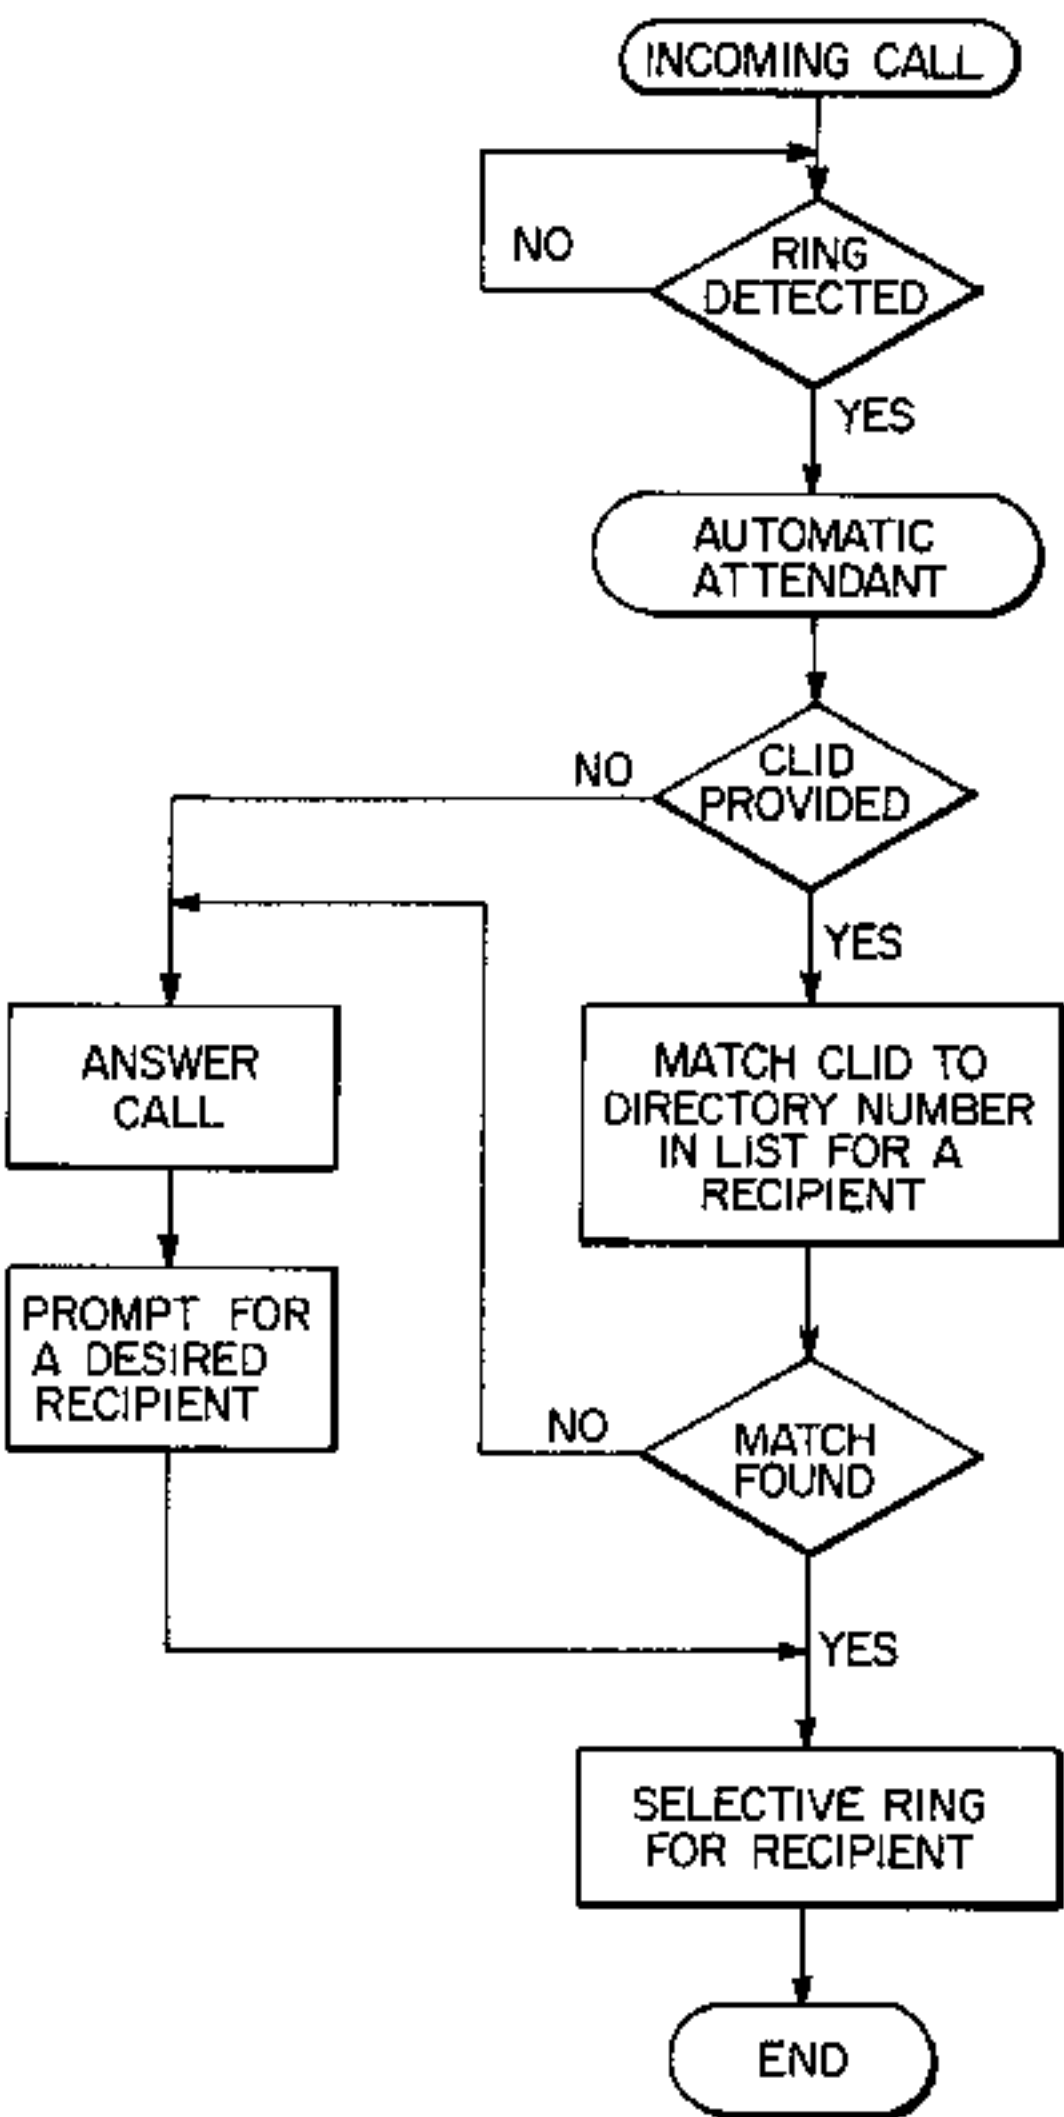 INCOMING CALL
NO
RING
DETECTED
YES
AUTOMATIC
ATTENDANT
NO
CLID
PROVIDED
YES
ANSWER
CALL
MATCH CLID TO
DIRECTORY NUMBER
IN LIST FOR A
RECIPIENT
PROMPT FOR
A DESIRED
RECIPIENT
NO
MATCH
FOUND
YES
SELECTIVE RING
FOR RECIPIENT
END